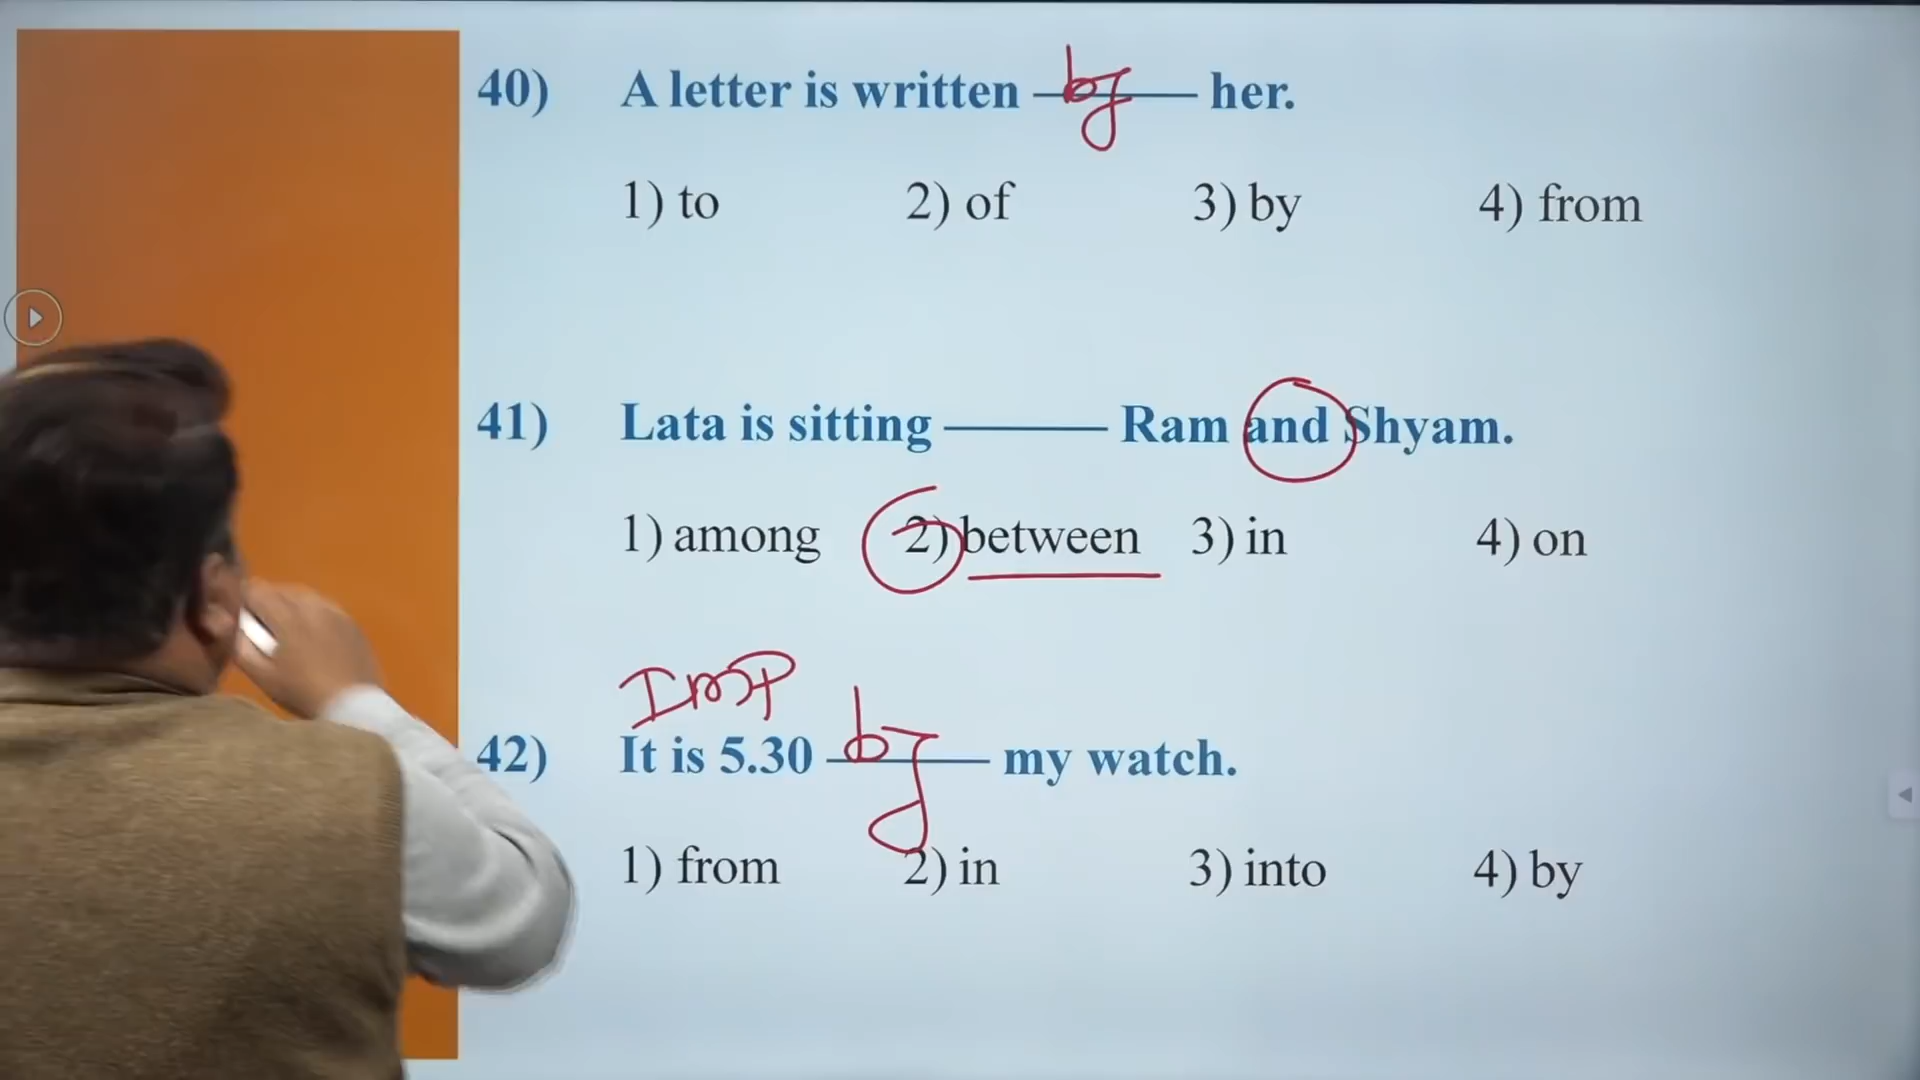 40) A letter is written by her.
1) to 2) of 3) by 4) from
41) Lata is sitting ——— Ram and Shyam.
1) among 2) between 3) in 4) on
Imp
42) It is 5.30 by my watch.
1) from 2) in 3) into 4) by